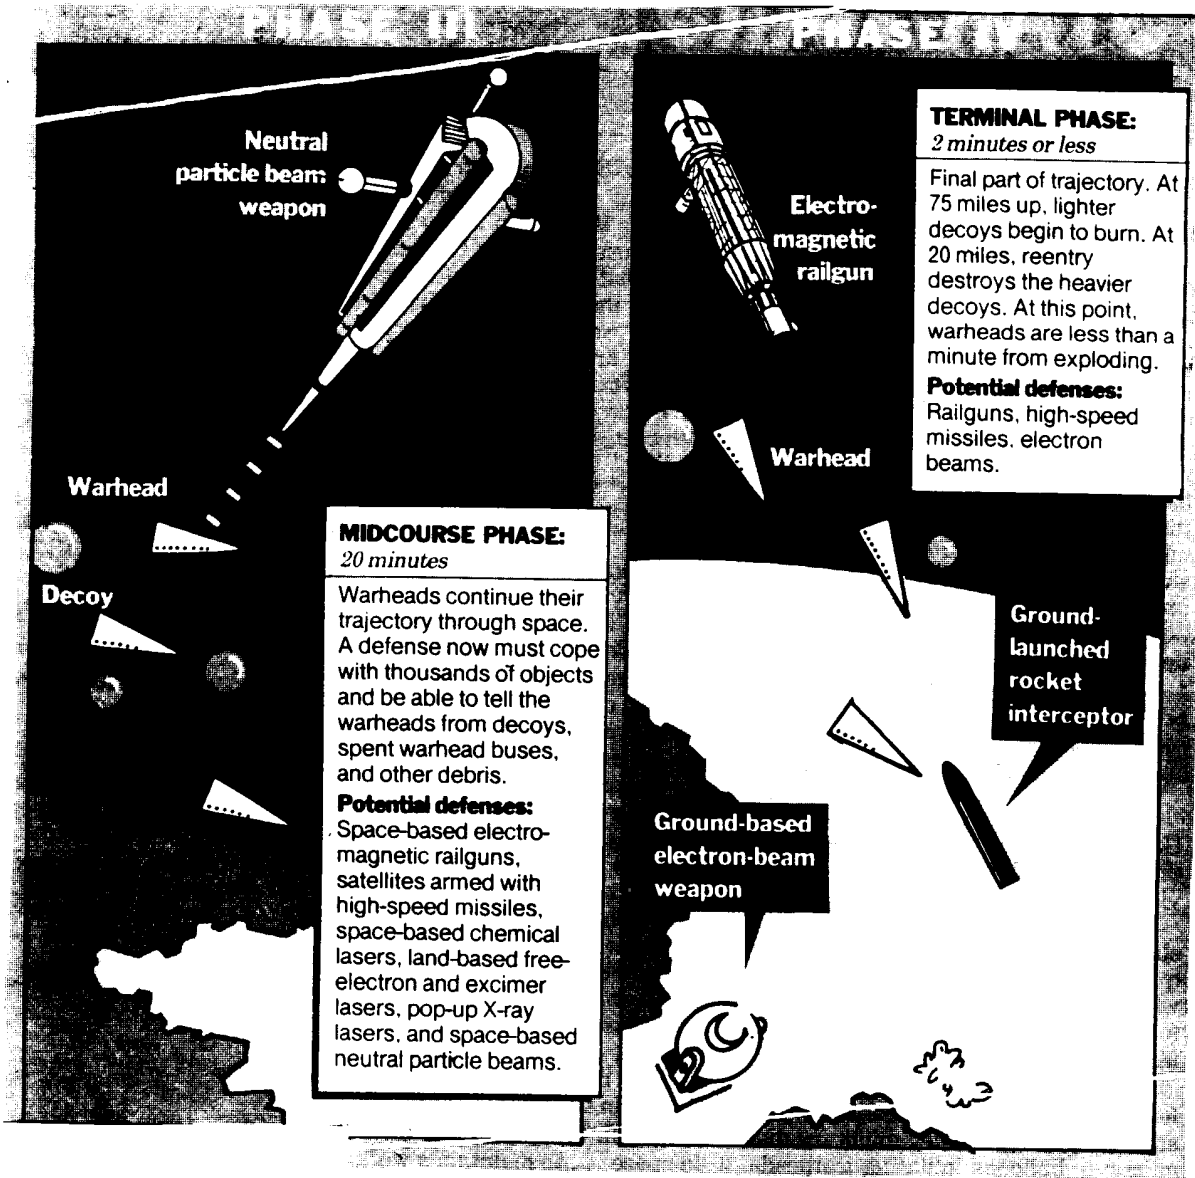 PHASE III
Neutral
particle beam
weapon
Warhead
Decoy
MIDCOURSE PHASE:
20 minutes
Warheads continue their
trajectory through space.
A defense now must cope
with thousands of objects
and be able to tell the
warheads from decoys,
spent warhead buses,
and other debris.
Potential defenses:
Space-based electro-
magnetic railguns,
satellites armed with
high-speed missiles,
space-based chemical
lasers, land-based free-
electron and excimer
lasers, pop-up X-ray
lasers, and space-based
neutral particle beams.
PHASE IV
Electro-
magnetic
railgun
TERMINAL PHASE:
2 minutes or less
Final part of trajectory. At
75 miles up, lighter
decoys begin to burn. At
20 miles, reentry
destroys the heavier
decoys. At this point,
warheads are less than a
minute from exploding.
Potential defenses:
Railguns, high-speed
missiles, electron
beams.
Warhead
Ground-
launched
rocket
interceptor
Ground-based
electron-beam
weapon